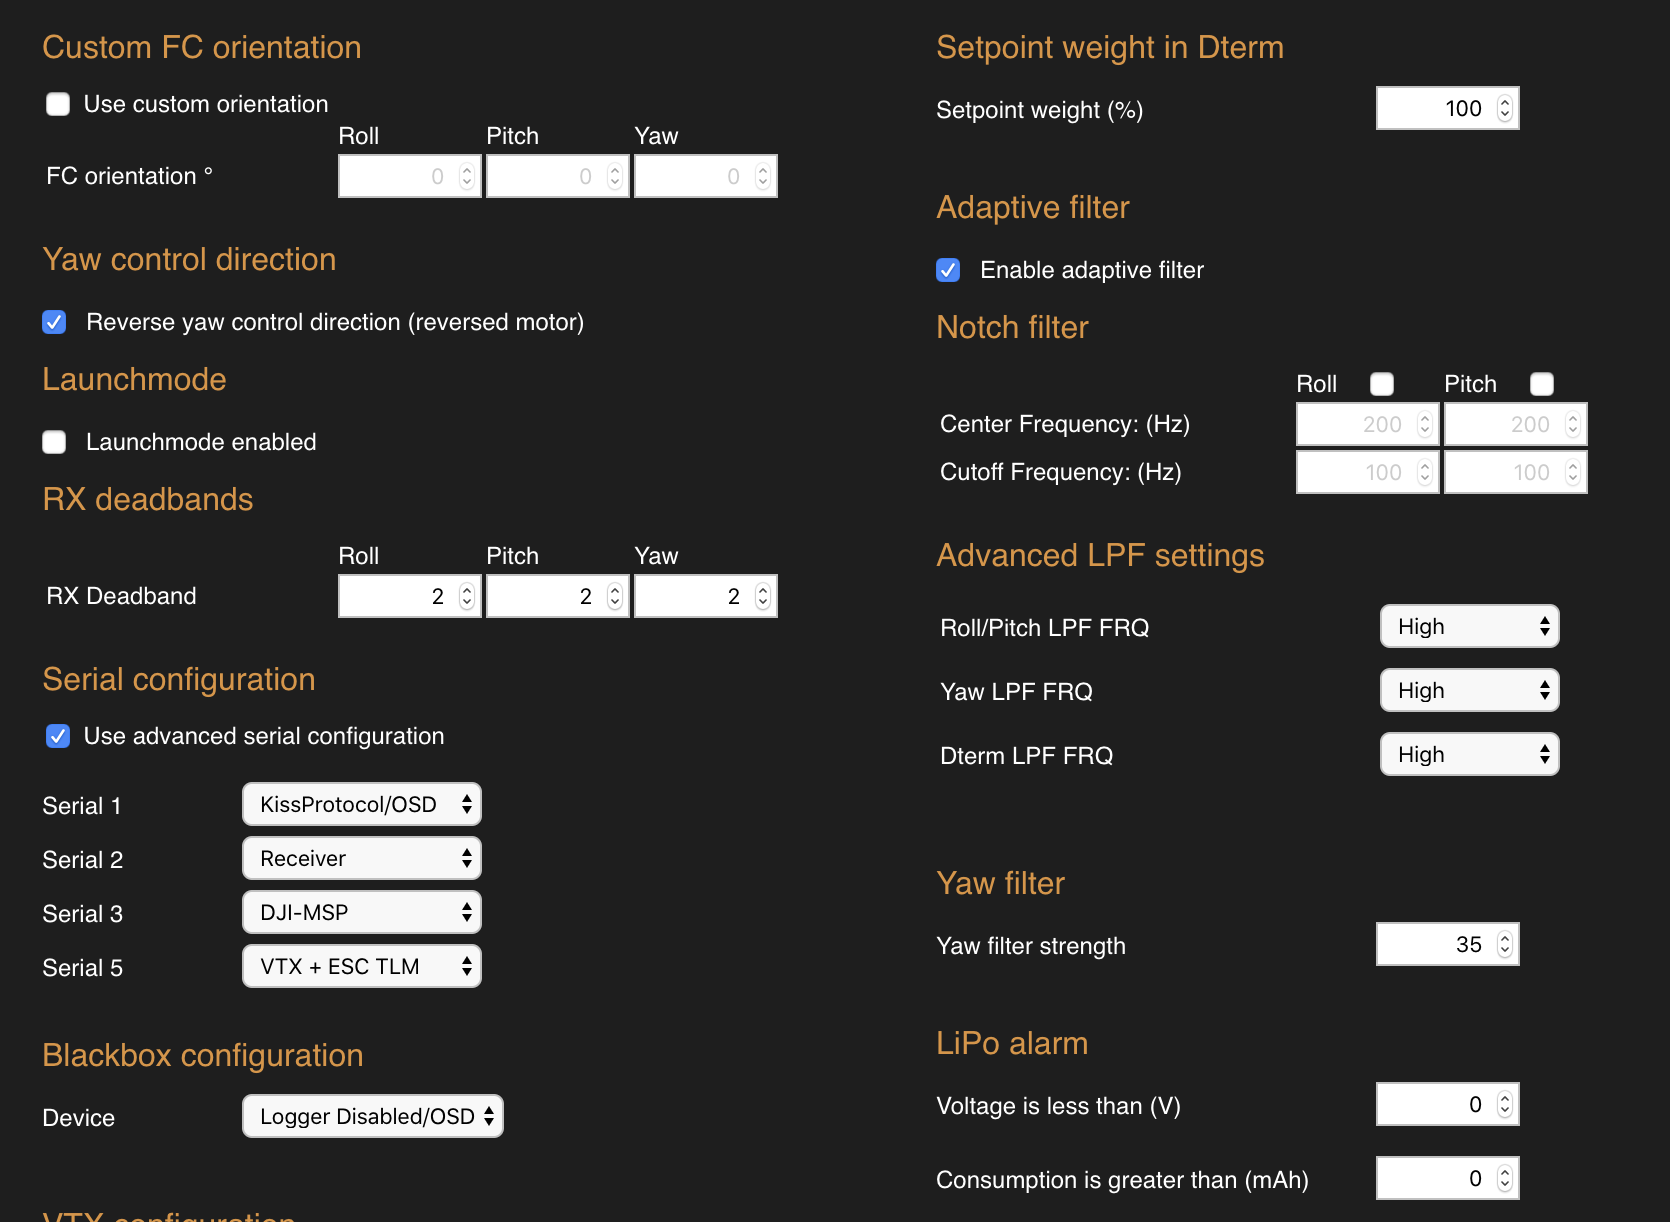 Custom FC orientation
Use custom orientation
Roll Pitch Yaw
FC orientation ° 0 0 0
Yaw control direction
Reverse yaw control direction (reversed motor)
Launchmode
Launchmode enabled
RX deadbands
Roll Pitch Yaw
RX Deadband 2 2 2
Serial configuration
Use advanced serial configuration
Serial 1 KissProtocol/OSD
Serial 2 Receiver
Serial 3 DJI-MSP
Serial 5 VTX + ESC TLM
Blackbox configuration
Device Logger Disabled/OSD
VTX configuration
Setpoint weight in Dterm
Setpoint weight (%) 100
Adaptive filter
Enable adaptive filter
Notch filter
Roll Pitch
Center Frequency: (Hz) 200 200
Cutoff Frequency: (Hz) 100 100
Advanced LPF settings
Roll/Pitch LPF FRQ High
Yaw LPF FRQ High
Dterm LPF FRQ High
Yaw filter
Yaw filter strength 35
LiPo alarm
Voltage is less than (V) 0
Consumption is greater than (mAh) 0